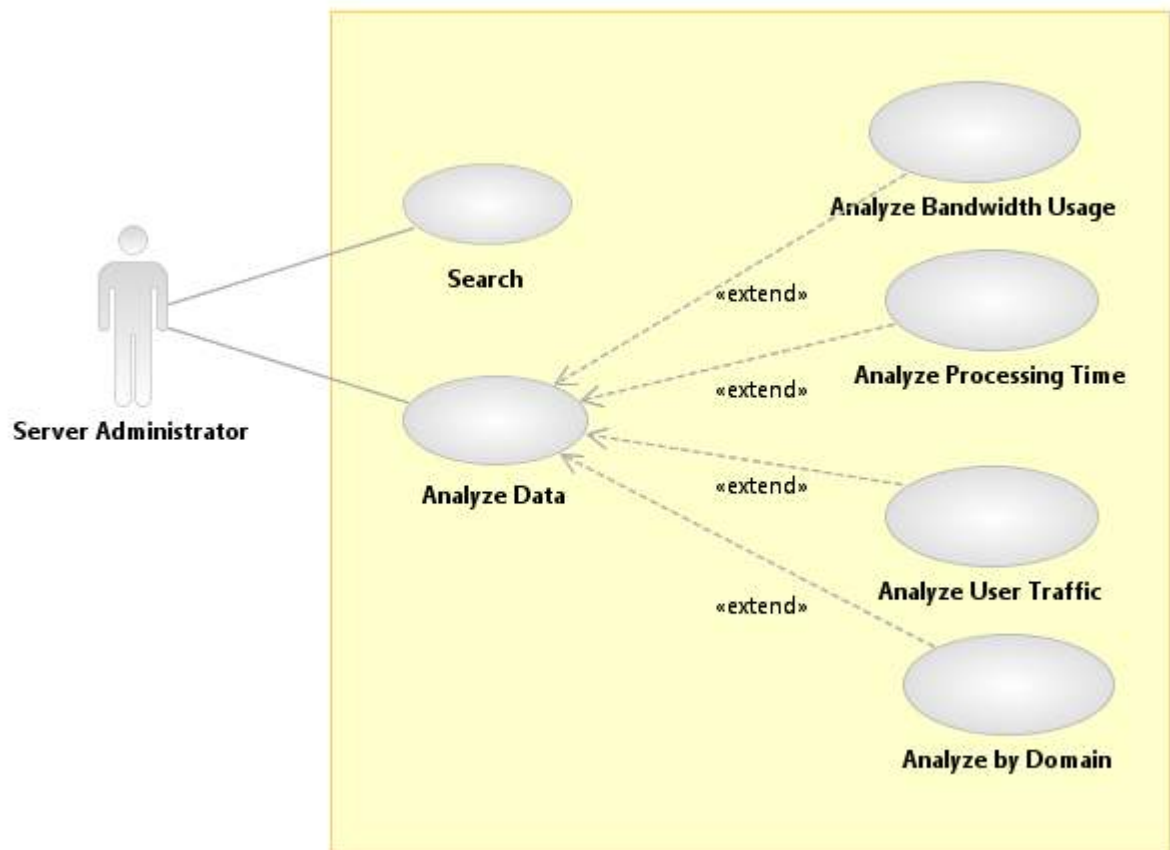 Analyze Bandwidth Usage
Search
«extend»
Analyze Processing Time
«extend»
Server Administrator
Analyze Data
«extend»
Analyze User Traffic
«extend»
Analyze by Domain